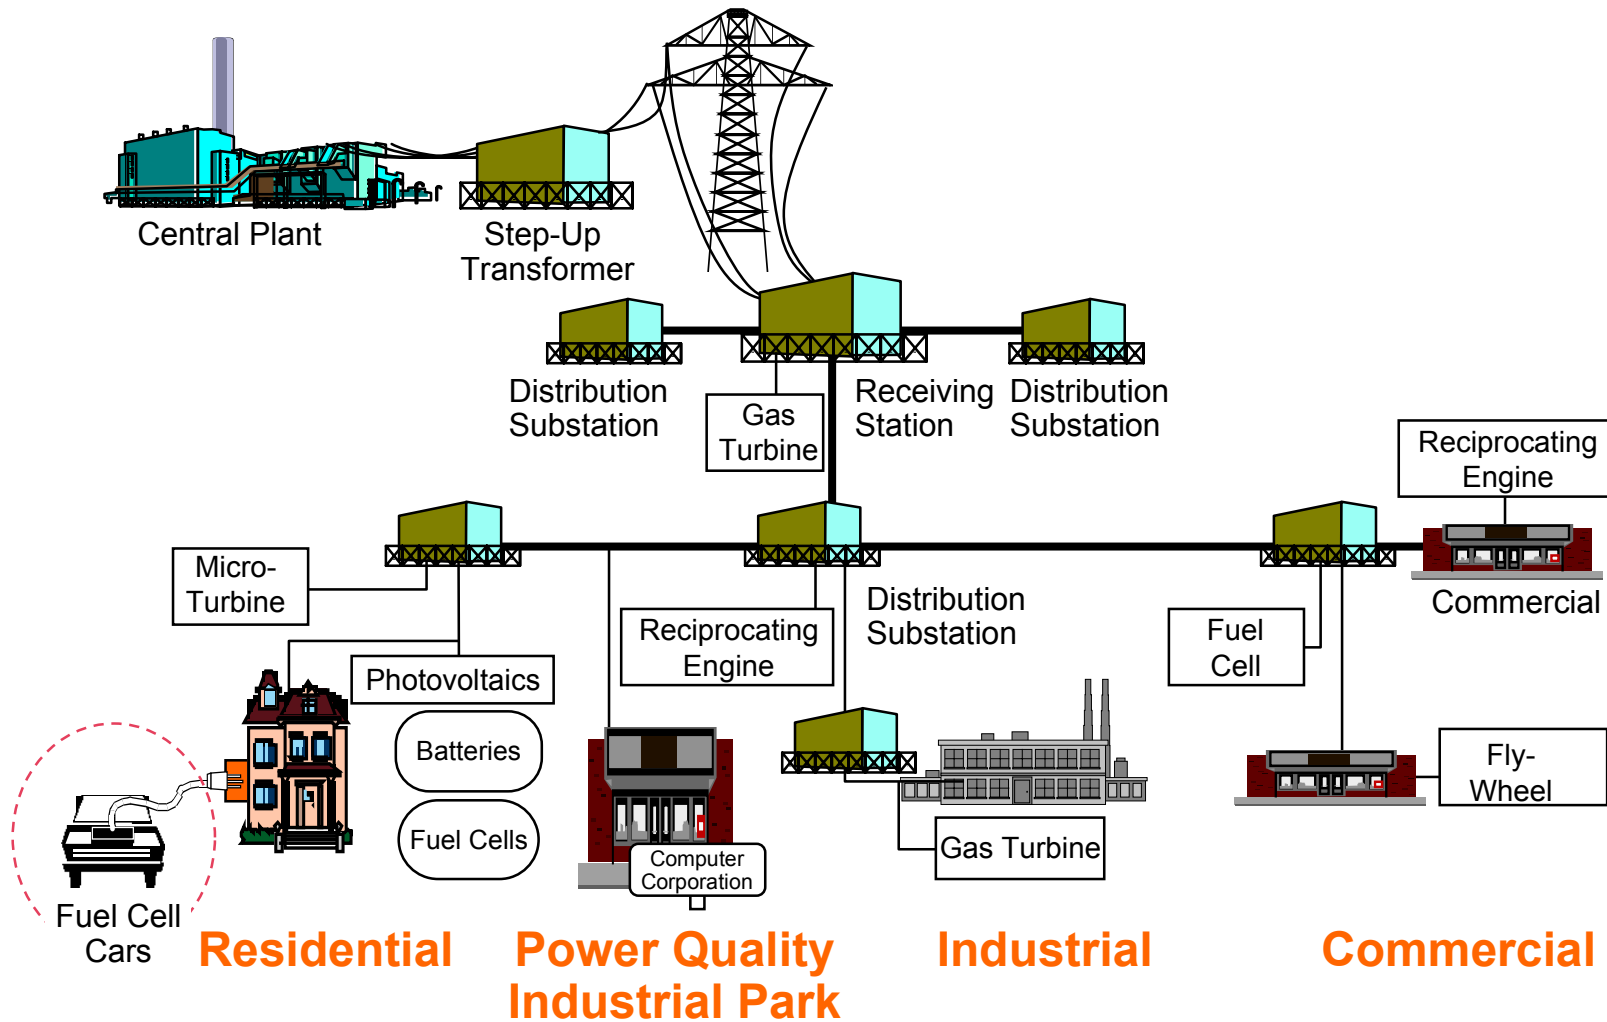 Central Plant
Step-Up
Transformer
Distribution
Substation
Gas
Turbine
Receiving
Station
Distribution
Substation
Reciprocating
Engine
Micro-
Turbine
Distribution
Substation
Commercial
Reciprocating
Engine
Fuel
Cell
Photovoltaics
Batteries
Fly-
Wheel
Fuel Cells
Computer
Corporation
Gas Turbine
Fuel Cell
Cars
Residential
Power Quality
Industrial Park
Industrial
Commercial